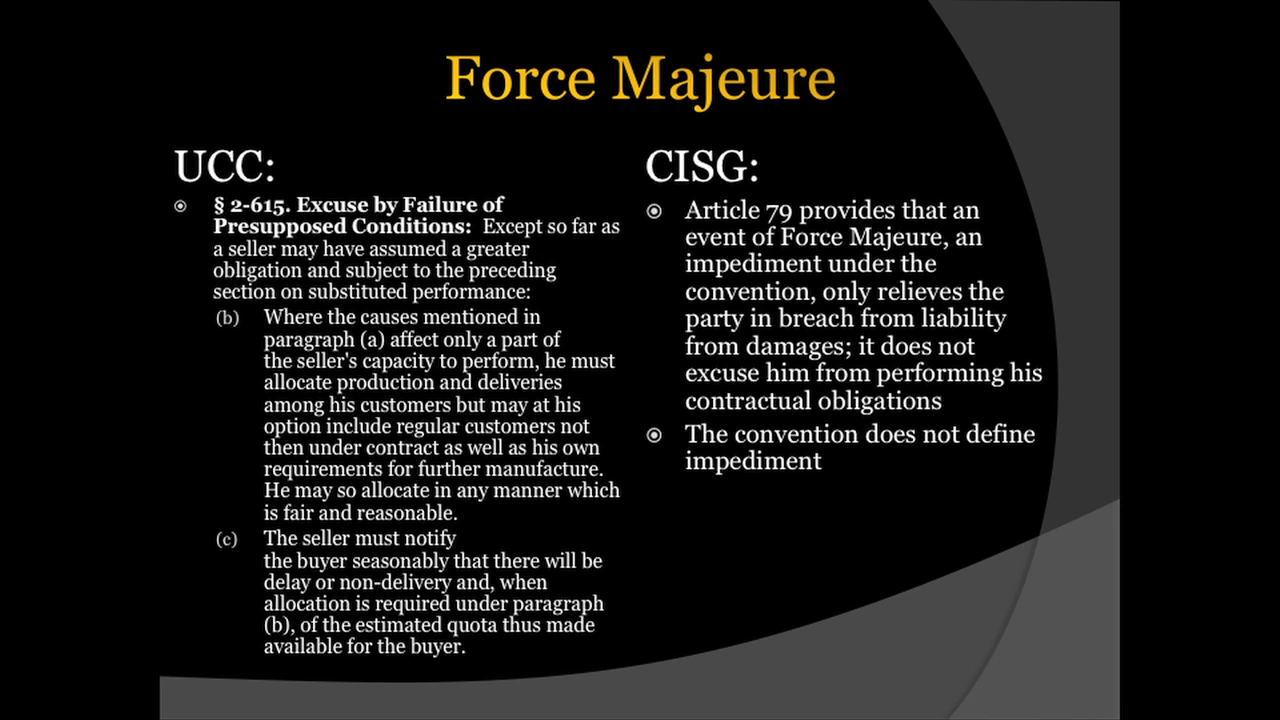 Force Majeure
UCC:
§ 2-615. Excuse by Failure of
Presupposed Conditions: Except so far as
a seller may have assumed a greater
obligation and subject to the preceding
section on substituted performance:
(b) Where the causes mentioned in
paragraph (a) affect only a part of
the seller's capacity to perform, he must
allocate production and deliveries
among his customers but may at his
option include regular customers not
then under contract as well as his own
requirements for further manufacture.
He may so allocate in any manner which
is fair and reasonable.
(c) The seller must notify
the buyer seasonably that there will be
delay or non-delivery and, when
allocation is required under paragraph
(b), of the estimated quota thus made
available for the buyer.
CISG:
Article 79 provides that an
event of Force Majeure, an
impediment under the
convention, only relieves the
party in breach from liability
from damages; it does not
excuse him from performing his
contractual obligations
The convention does not define
impediment